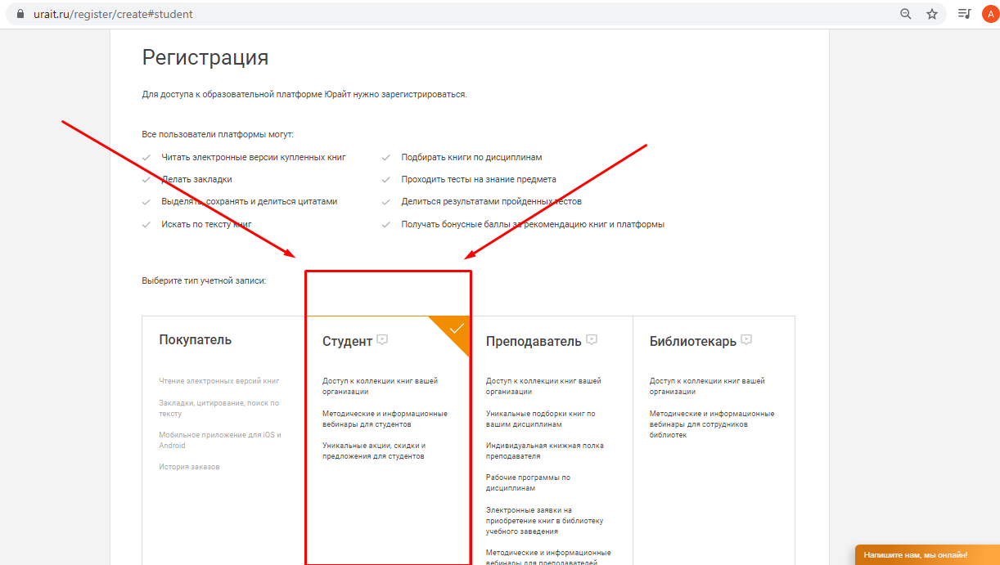 urait.ru/register/create#student
A
Регистрация
Для доступа к образовательной платформе Юрайт нужно зарегистрироваться.
Все пользователи платформы могут:
Читать электронные версии купленных книг
Делать закладки
Выделять, сохранять и делиться цитатами
Искать по тексту книг
Подбирать книги по дисциплинам
Проходить тесты на знание предмета
Делиться результатами пройденных тестов
Получать бонусные баллы за рекомендацию книг и платформы
Выберите тип учетной записи:
Покупатель
Чтение электронных версий книг
Закладки, цитирование, поиск по
тексту
Мобильное приложение для iOS и
Android
История заказов
Студент
Доступ к коллекции книг вашей
организации
Методические и информационные
вебинары для студентов
Уникальные акции, скидки и
предложения для студентов
Преподаватель
Доступ к коллекции книг вашей
организации
Уникальные подборки книг по
вашим дисциплинам
Индивидуальная книжная полка
преподавателя
Рабочие программы по
дисциплинам
Электронные заявки на
приобретение книг в библиотеку
учебного заведения
Методические и информационные
вебинары для преподавателей
Библиотекарь
Доступ к коллекции книг вашей
организации
Методические и информационные
вебинары для сотрудников
библиотек
Напишите нам, мы онлайн!